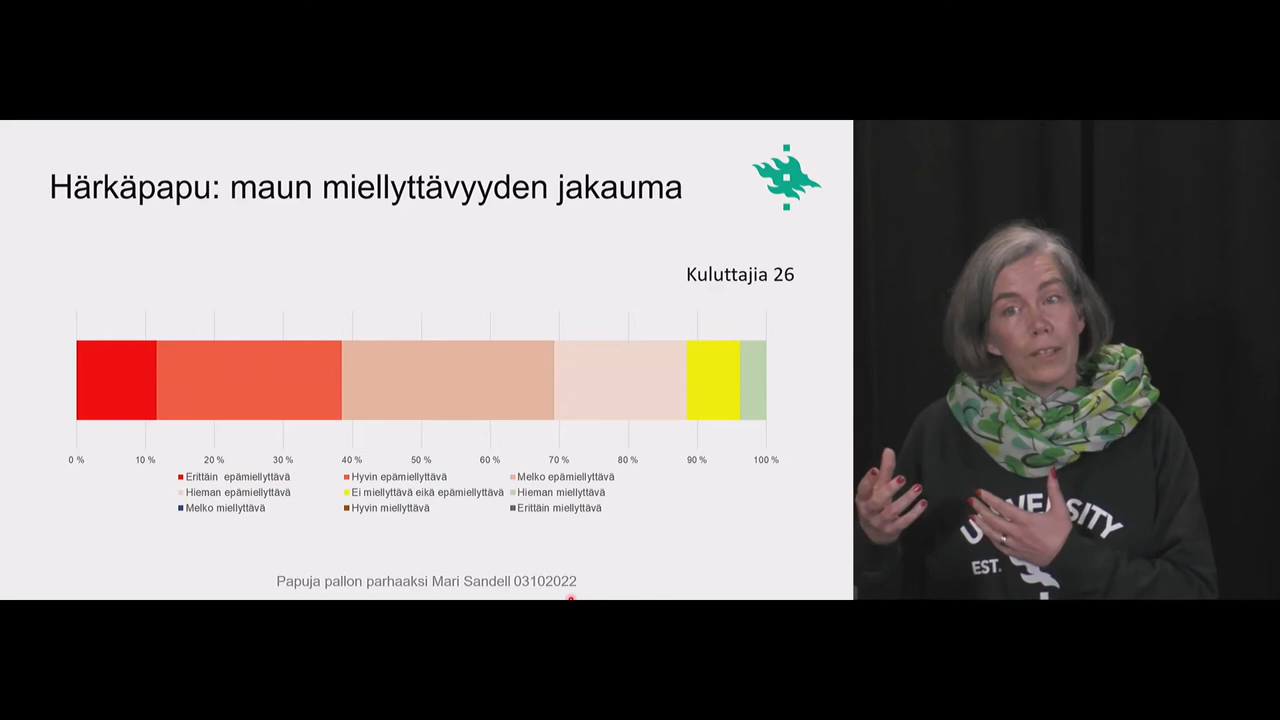 Härkäpapu: maun miellyttävyyden jakauma
Kuluttajia 26
0 % 10 % 20 % 30 % 40 % 50 % 60 % 70 % 80 % 90 % 100 %
Erittäin epämiellyttävä Hyvin epämiellyttävä Melko epämiellyttävä
Hieman epämiellyttävä Ei miellyttävä eikä epämiellyttävä Hieman miellyttävä
Melko miellyttävä Hyvin miellyttävä Erittäin miellyttävä
Papuja pallon parhaaksi Mari Sandell 03102022
EST.